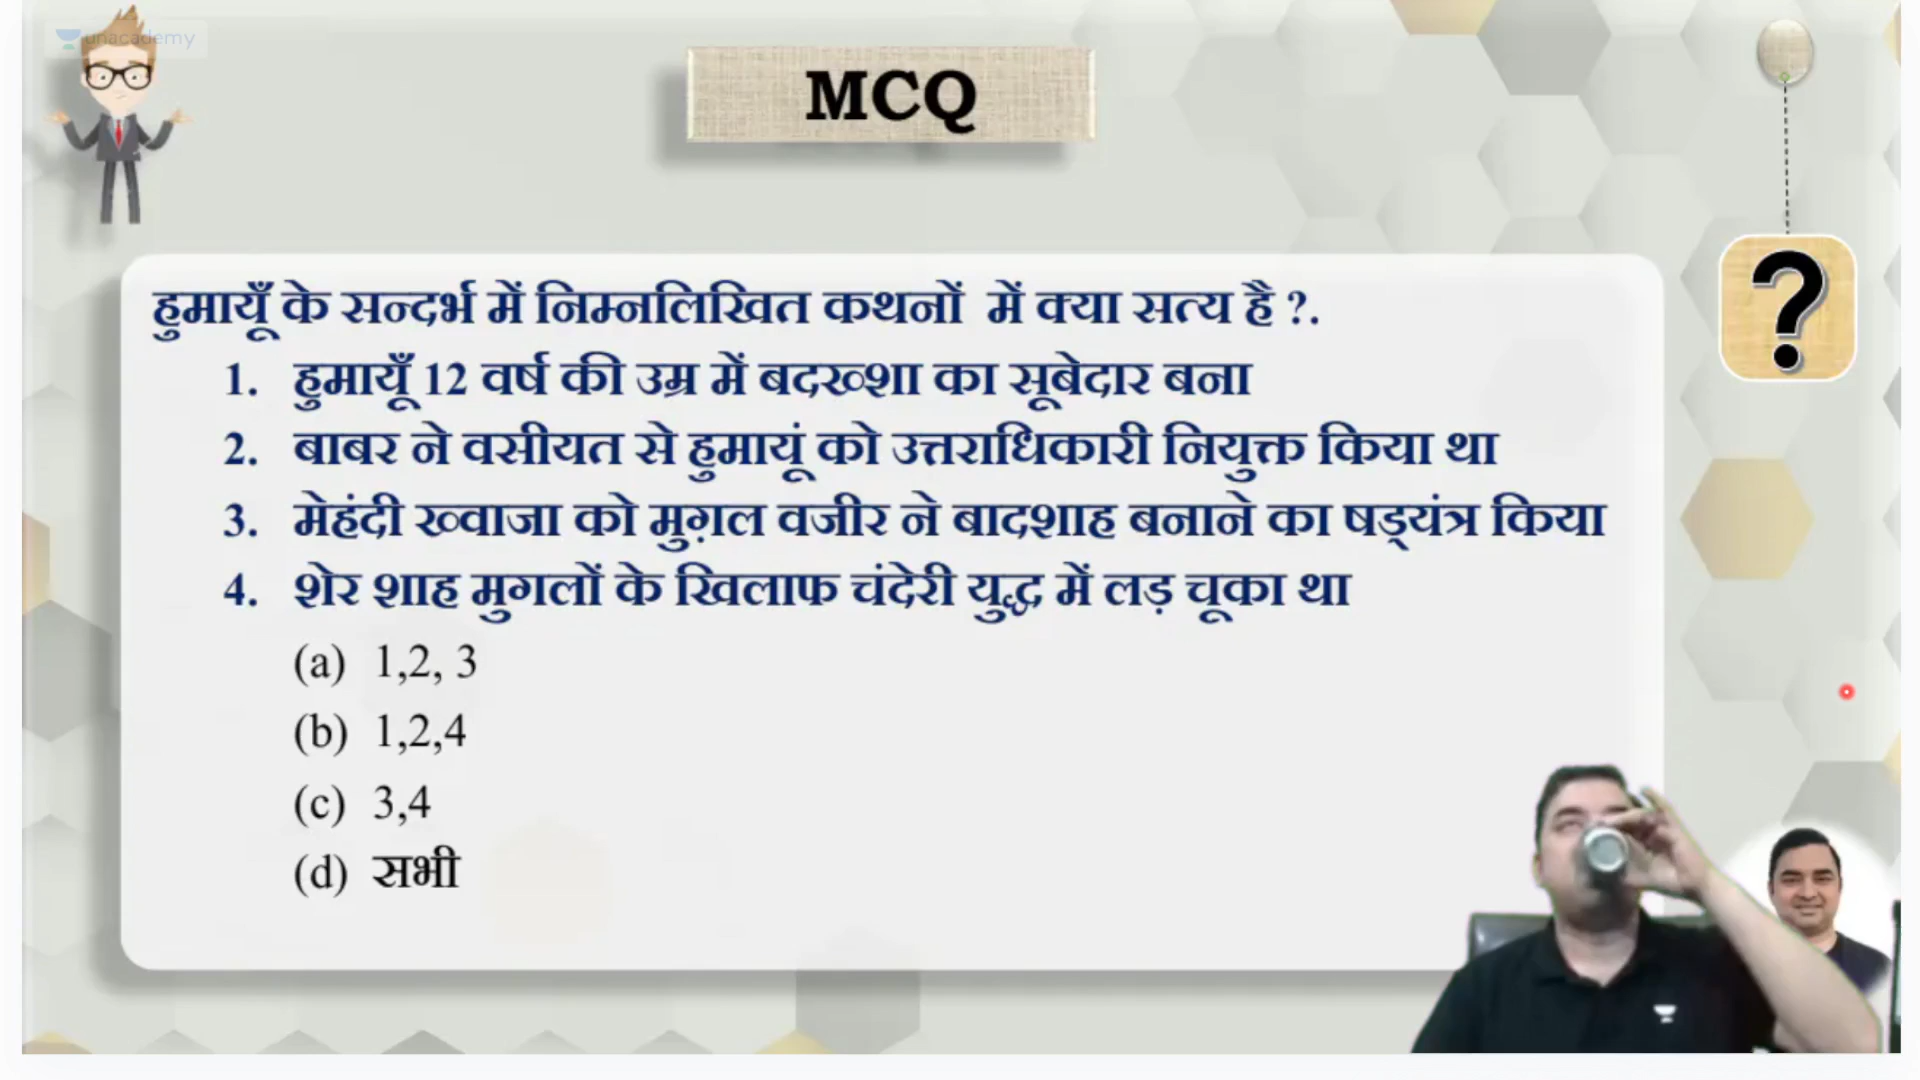 unacademy
MCQ
?
हुमायूँ के सन्दर्भ में निम्नलिखित कथनों में क्या सत्य है ?.
1. हुमायूँ 12 वर्ष की उम्र में बदख्शा का सूबेदार बना
2. बाबर ने वसीयत से हुमायूं को उत्तराधिकारी नियुक्त किया था
3. मेहंदी ख्वाजा को मुग़ल वजीर ने बादशाह बनाने का षड्यंत्र किया
4. शेर शाह मुगलों के खिलाफ चंदेरी युद्ध में लड़ चूका था
(a) 1,2, 3
(b) 1,2,4
(c) 3,4
(d) सभी